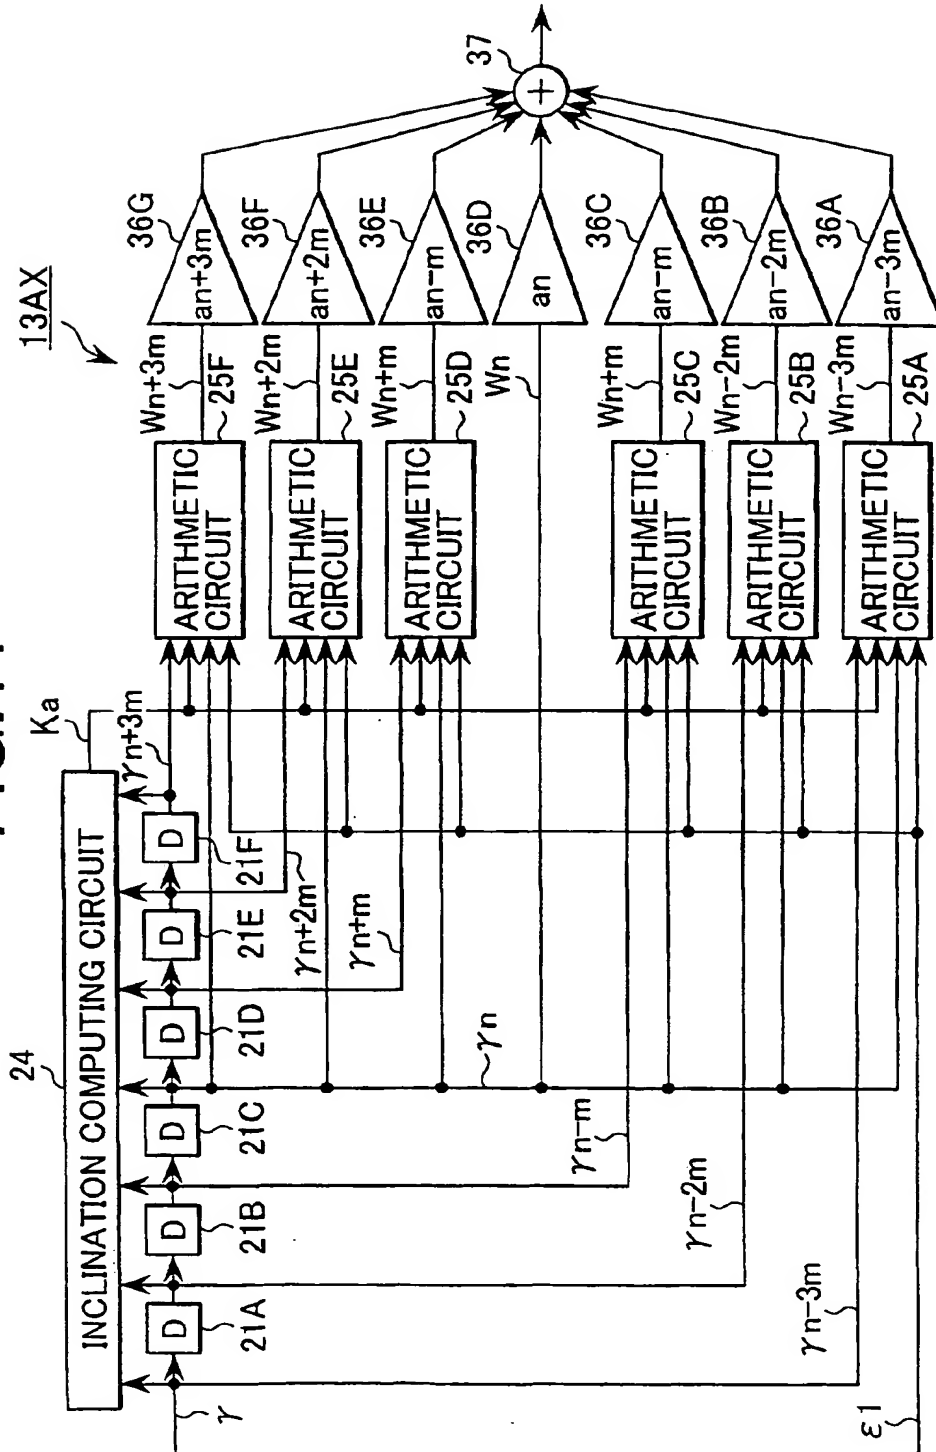 13AX
37
36G
36F
36E
36D
36C
36B
36A
an+3m
an+2m
an−m
an
an−m
an−2m
an−3m
Wn+3m
Wn+2m
Wn+m
Wn
Wn+m
Wn−2m
Wn−3m
25F
25E
25D
25C
25B
25A
ARITHMETIC
CIRCUIT
ARITHMETIC
CIRCUIT
ARITHMETIC
CIRCUIT
ARITHMETIC
CIRCUIT
ARITHMETIC
CIRCUIT
ARITHMETIC
CIRCUIT
Ka
24
INCLINATION COMPUTING CIRCUIT
D
D
D
D
D
D
21A
21B
21C
21D
21E
21F
γn+3m
γn+2m
γn+m
γn
γn−m
γn−2m
γn−3m
γ
ε1